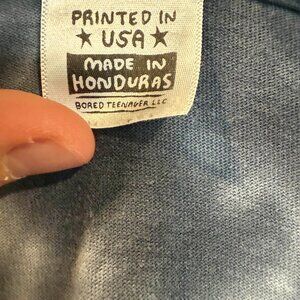 PRINTED IN
★ USA ★
MADE IN
HONDURAS
BORED TEENAGER LLC